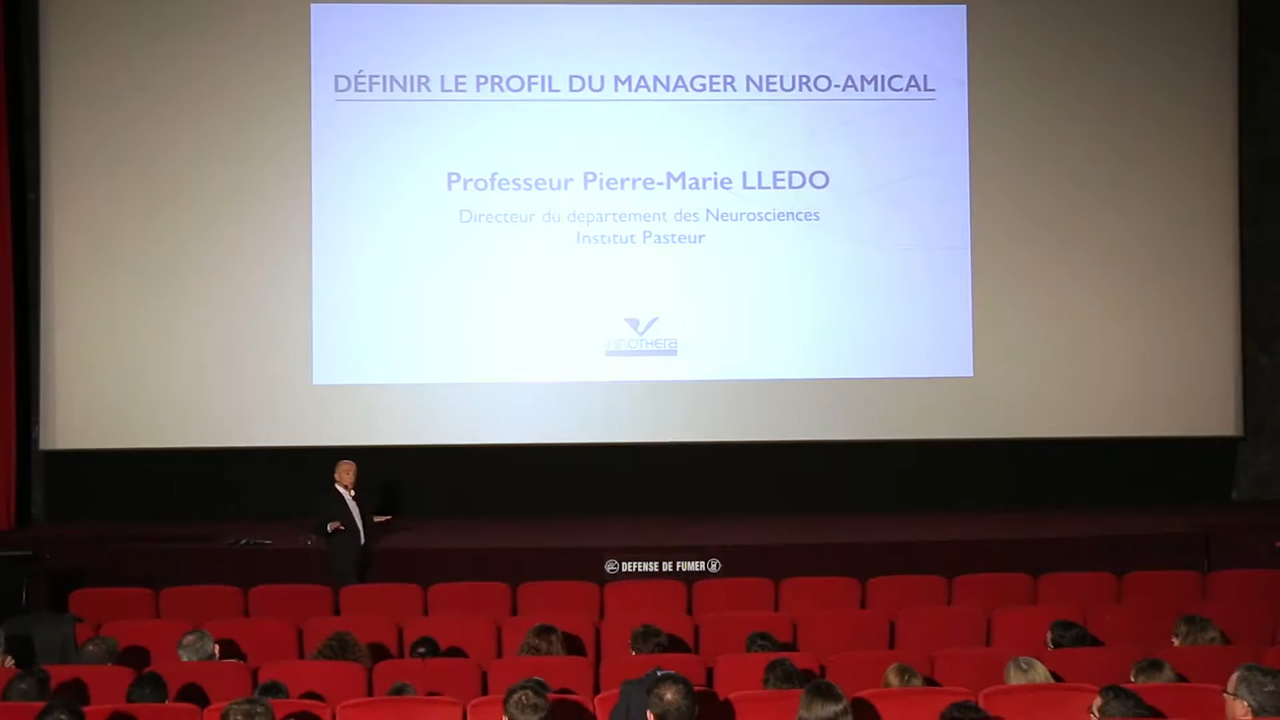 DÉFINIR LE PROFIL DU MANAGER NEURO-AMICAL
Professeur Pierre-Marie LLEDO
Directeur du departement des Neurosciences
Institut Pasteur
INNOTHERA
DEFENSE DE FUMER